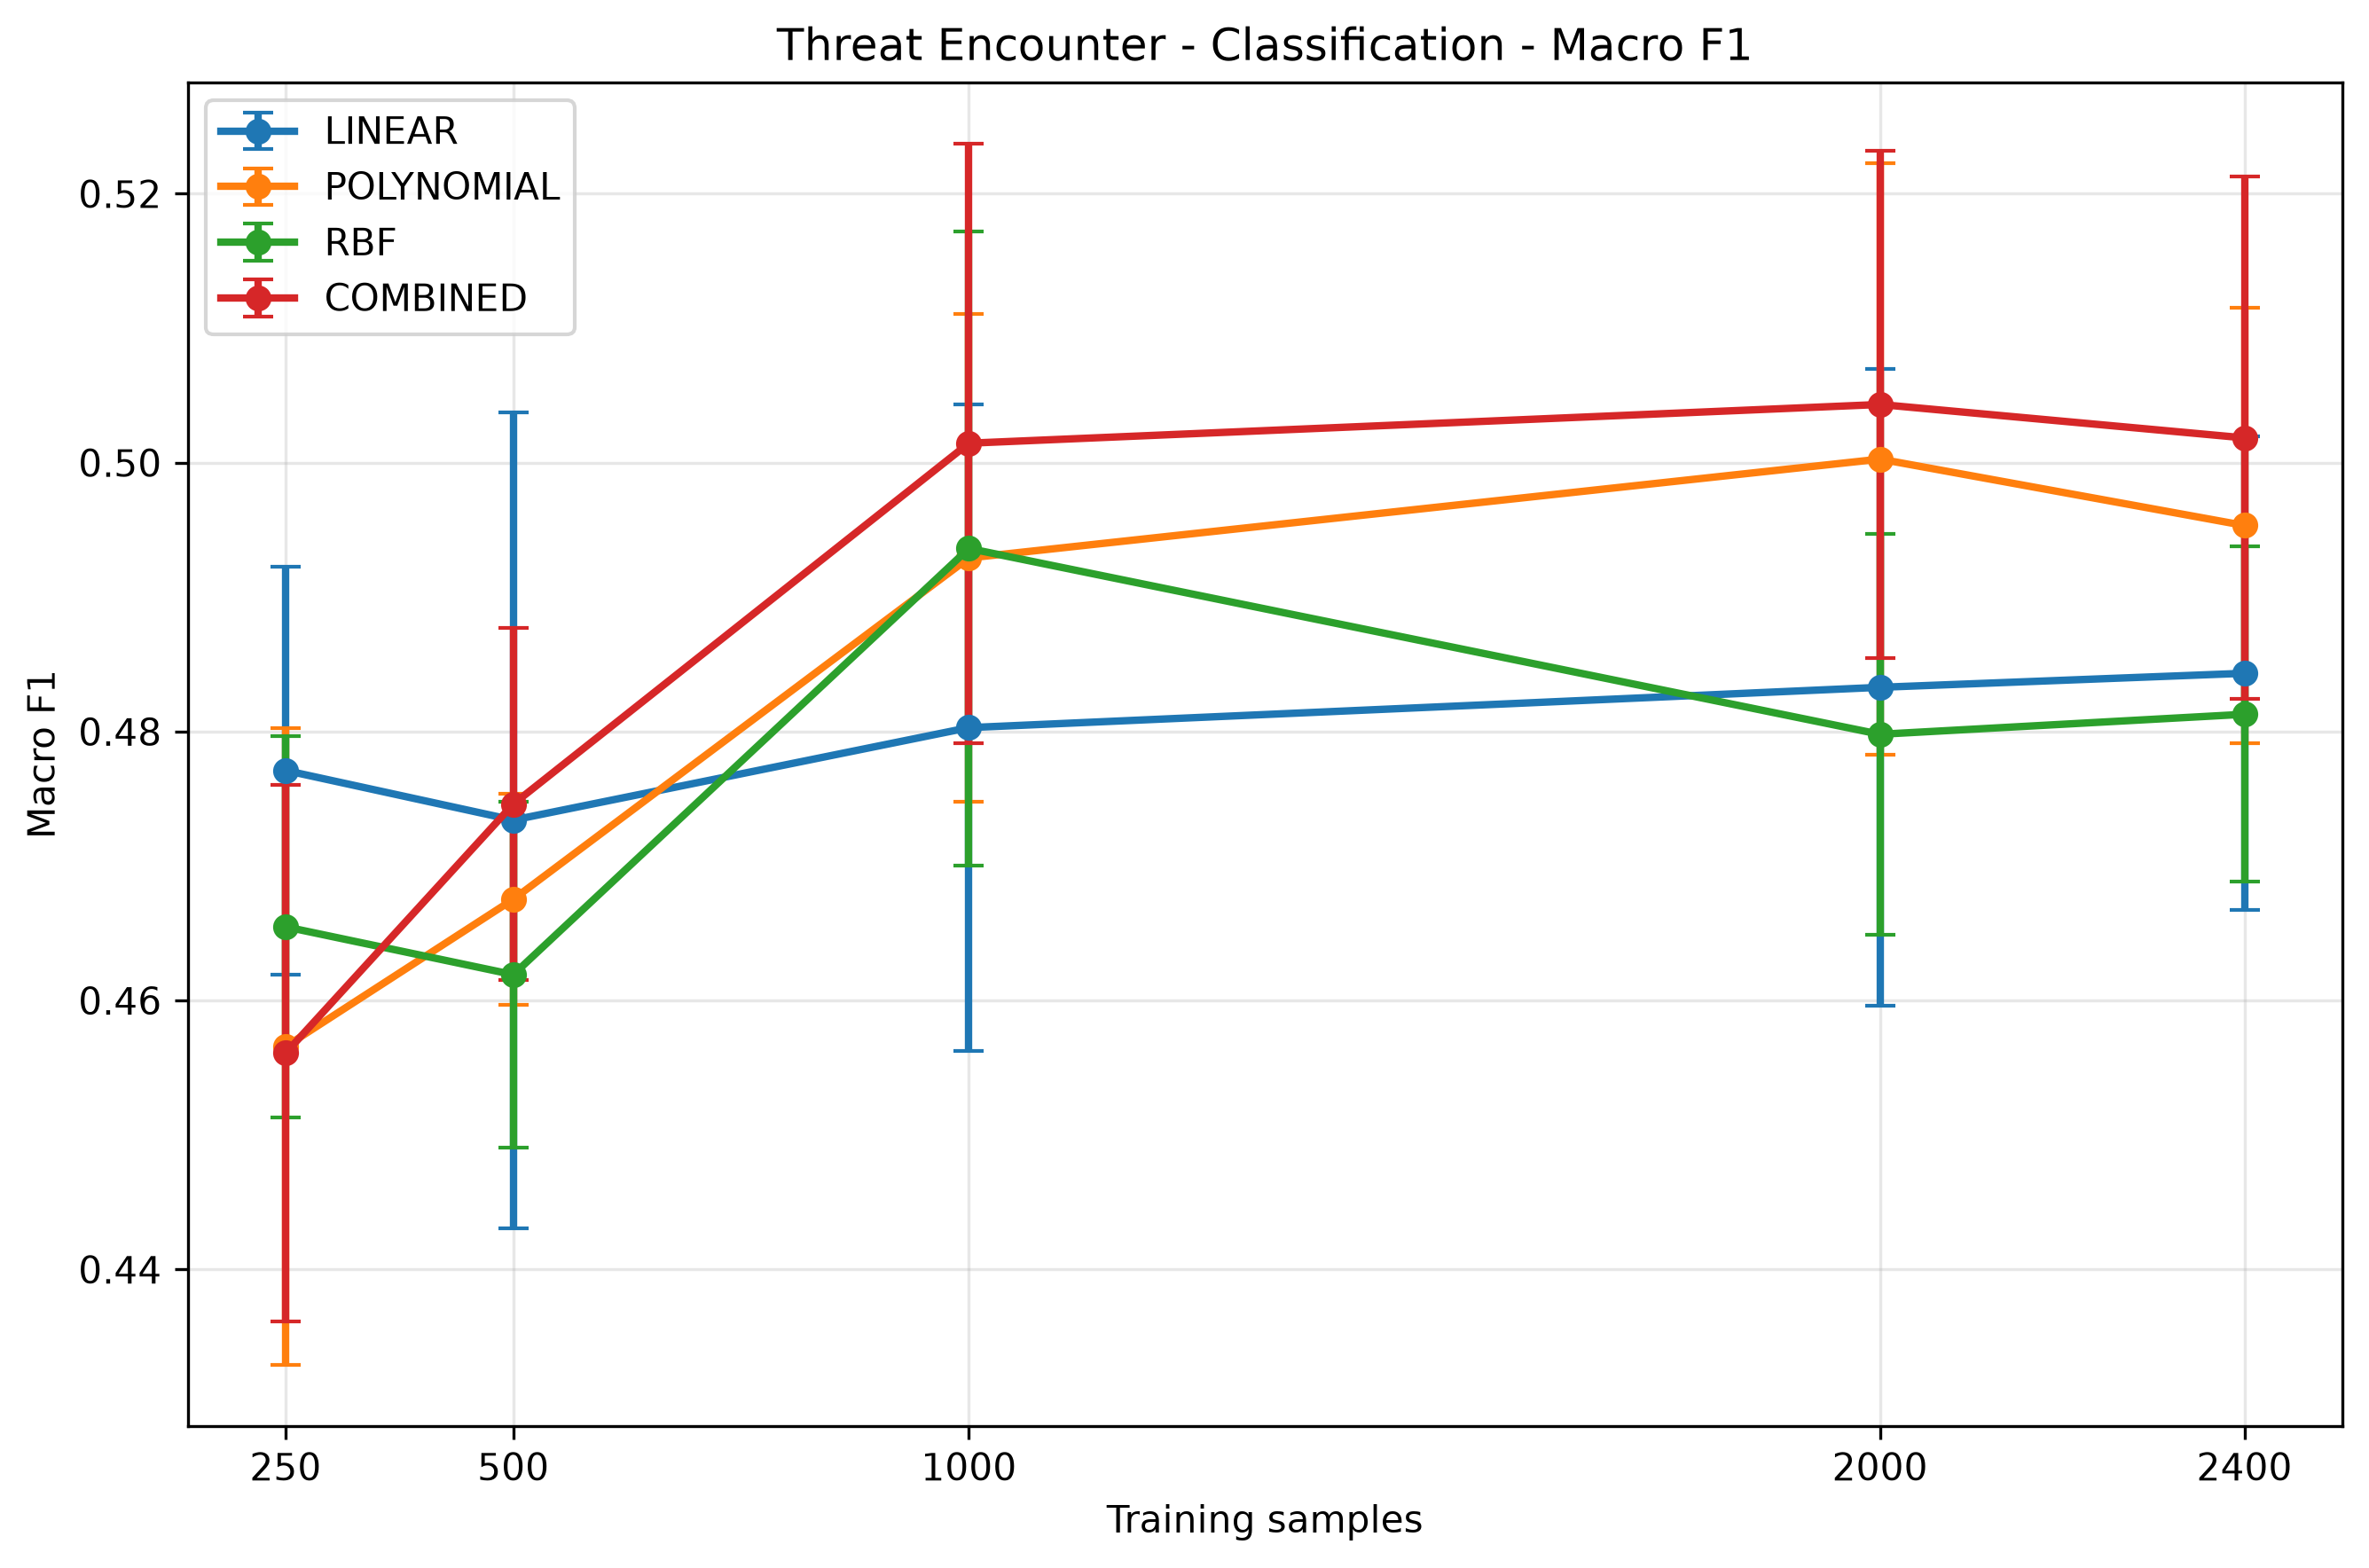 Threat Encounter - Classification - Macro F1
LINEAR
POLYNOMIAL
RBF
COMBINED
0.52
0.50
0.48
0.46
0.44
Macro F1
250
500
1000
2000
2400
Training samples